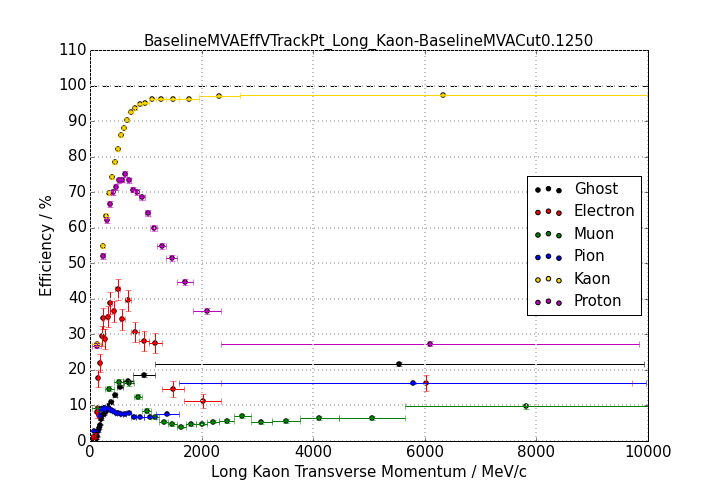 BaselineMVAEffVTrackPt_Long_Kaon-BaselineMVACut0.1250
110
100
90
80
70
60
50
40
30
20
10
0
Efficiency / %
Ghost
Electron
Muon
Pion
Kaon
Proton
0 2000 4000 6000 8000 10000
Long Kaon Transverse Momentum / MeV/c